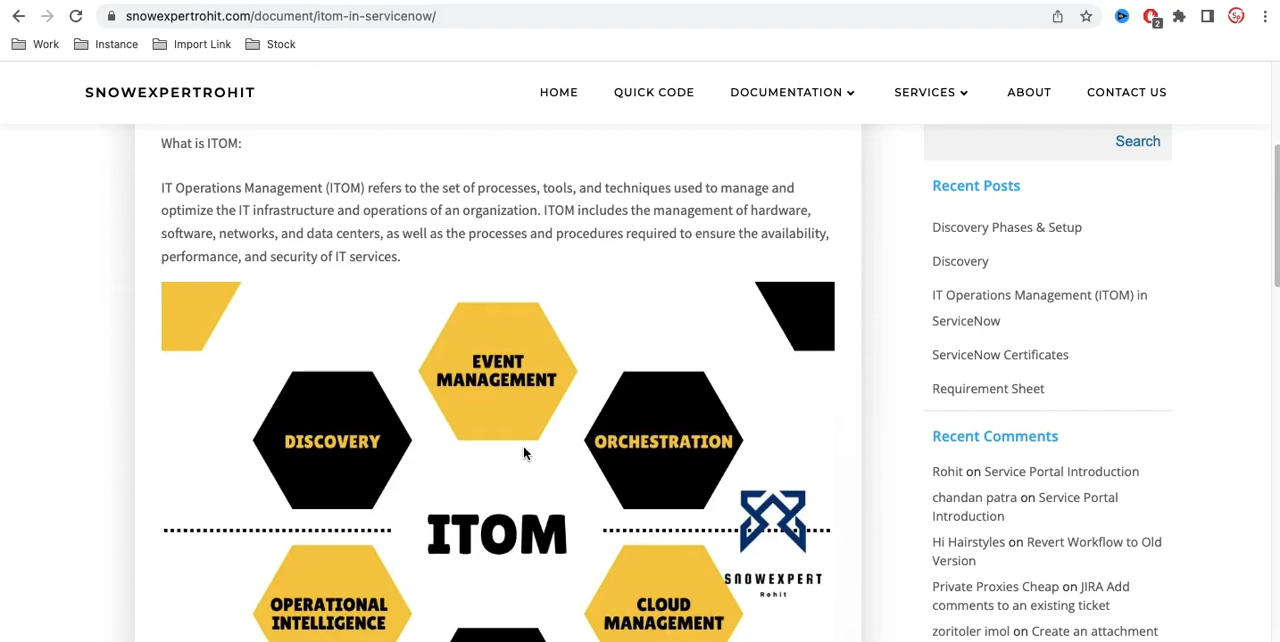 snowexpertrohit.com/document/itom-in-servicenow/
2
Sp
Work
Instance
Import Link
Stock
SNOWEXPERTROHIT
HOME
QUICK CODE
DOCUMENTATION
SERVICES
ABOUT
CONTACT US
What is ITOM:
IT Operations Management (ITOM) refers to the set of processes, tools, and techniques used to manage and
optimize the IT infrastructure and operations of an organization. ITOM includes the management of hardware,
software, networks, and data centers, as well as the processes and procedures required to ensure the availability,
performance, and security of IT services.
EVENT
MANAGEMENT
DISCOVERY
ORCHESTRATION
ITOM
OPERATIONAL
INTELLIGENCE
CLOUD
MANAGEMENT
SNOWEXPERT
Rohit
Search
Recent Posts
Discovery Phases & Setup
Discovery
IT Operations Management (ITOM) in
ServiceNow
ServiceNow Certificates
Requirement Sheet
Recent Comments
Rohit on Service Portal Introduction
chandan patra on Service Portal
Introduction
Hi Hairstyles on Revert Workflow to Old
Version
Private Proxies Cheap on JIRA Add
comments to an existing ticket
zoritoler imol on Create an attachment